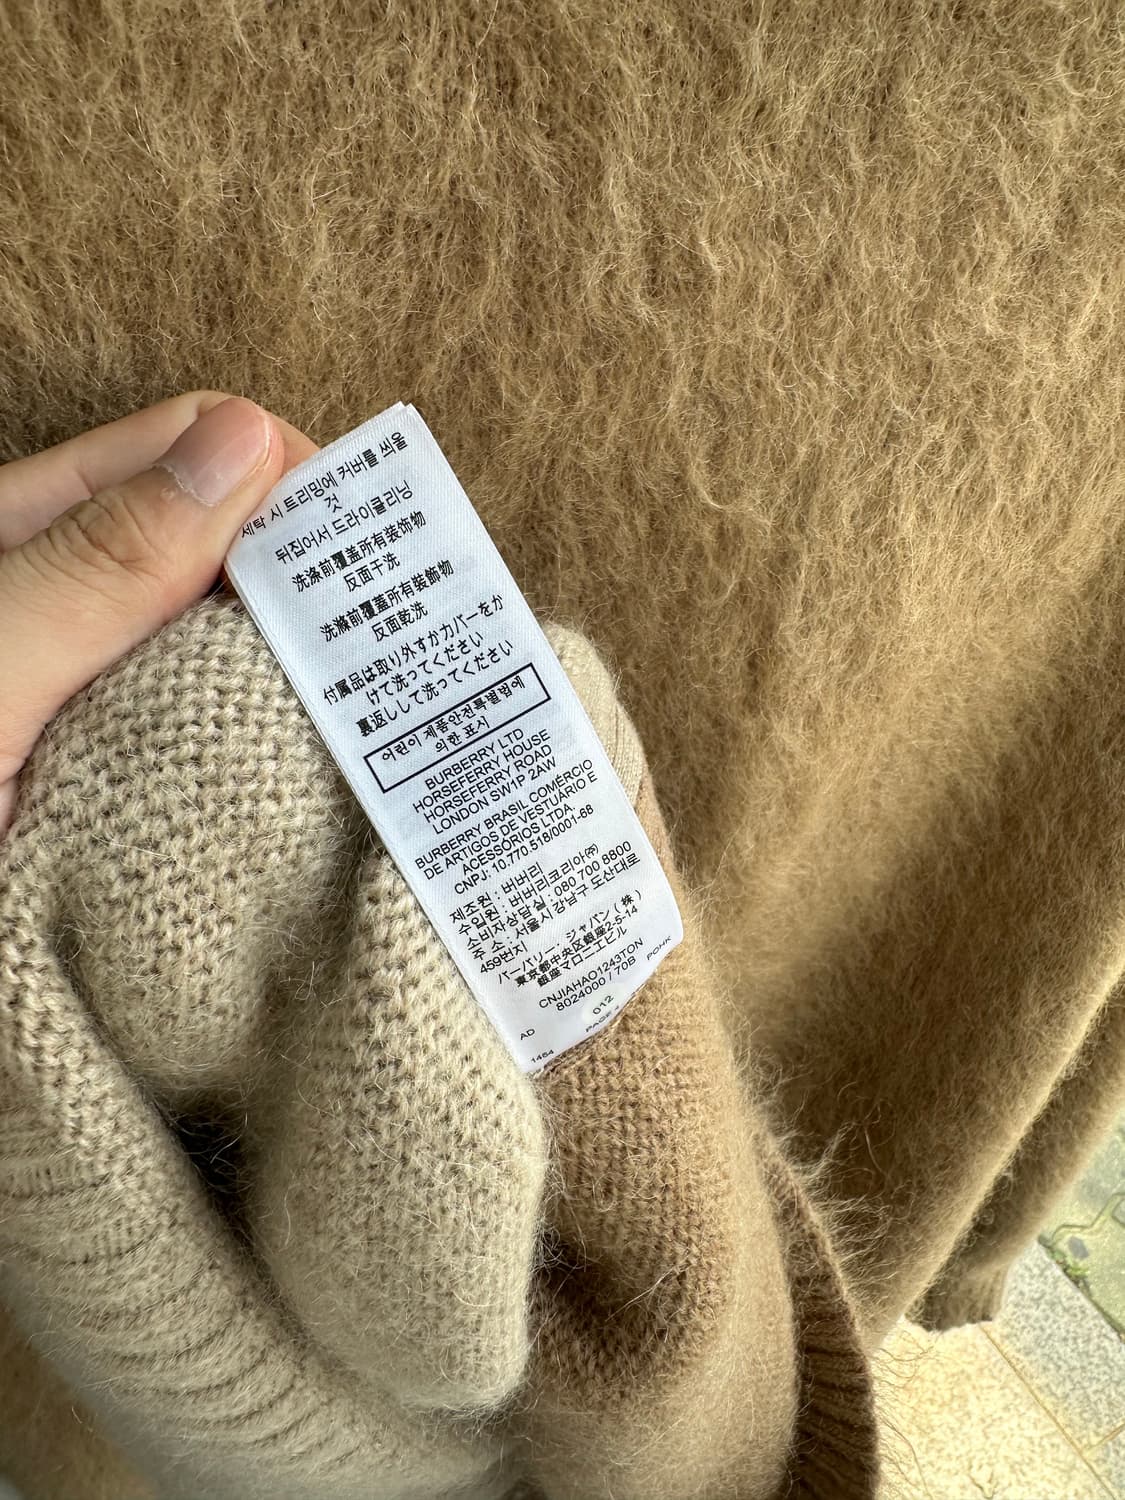 세탁 시 트리밍에 커버를 씌울
것
뒤집어서 드라이클리닝
洗涤前覆盖所有装饰物
反面干洗
洗滌前覆蓋所有裝飾物
反面乾洗
付属品は取り外すかカバーをか
けて洗ってください
裏返しして洗ってください
어린이 제품안전특별법에
의한 표시
BURBERRY LTD
HORSEFERRY HOUSE
HORSEFERRY ROAD
LONDON SW1P 2AW
BURBERRY BRASIL COMÉRCIO
DE ARTIGOS DE VESTUÁRIO E
ACESSÓRIOS LTDA.
CNPJ: 10.770.518/0001-68
제조원 : 버버리
수입원 : 버버리코리아㈜
소비자상담실 : 080 700 8800
주 소 : 서울시 강남구 도산대로
459번지
バーバリー・ジャパン(株)
東京都中央区銀座2-5-14
銀座マロニエビル
CNJIAHAO1243TON
8024000 / 70B POHK
012
AD PAGE 4
1464